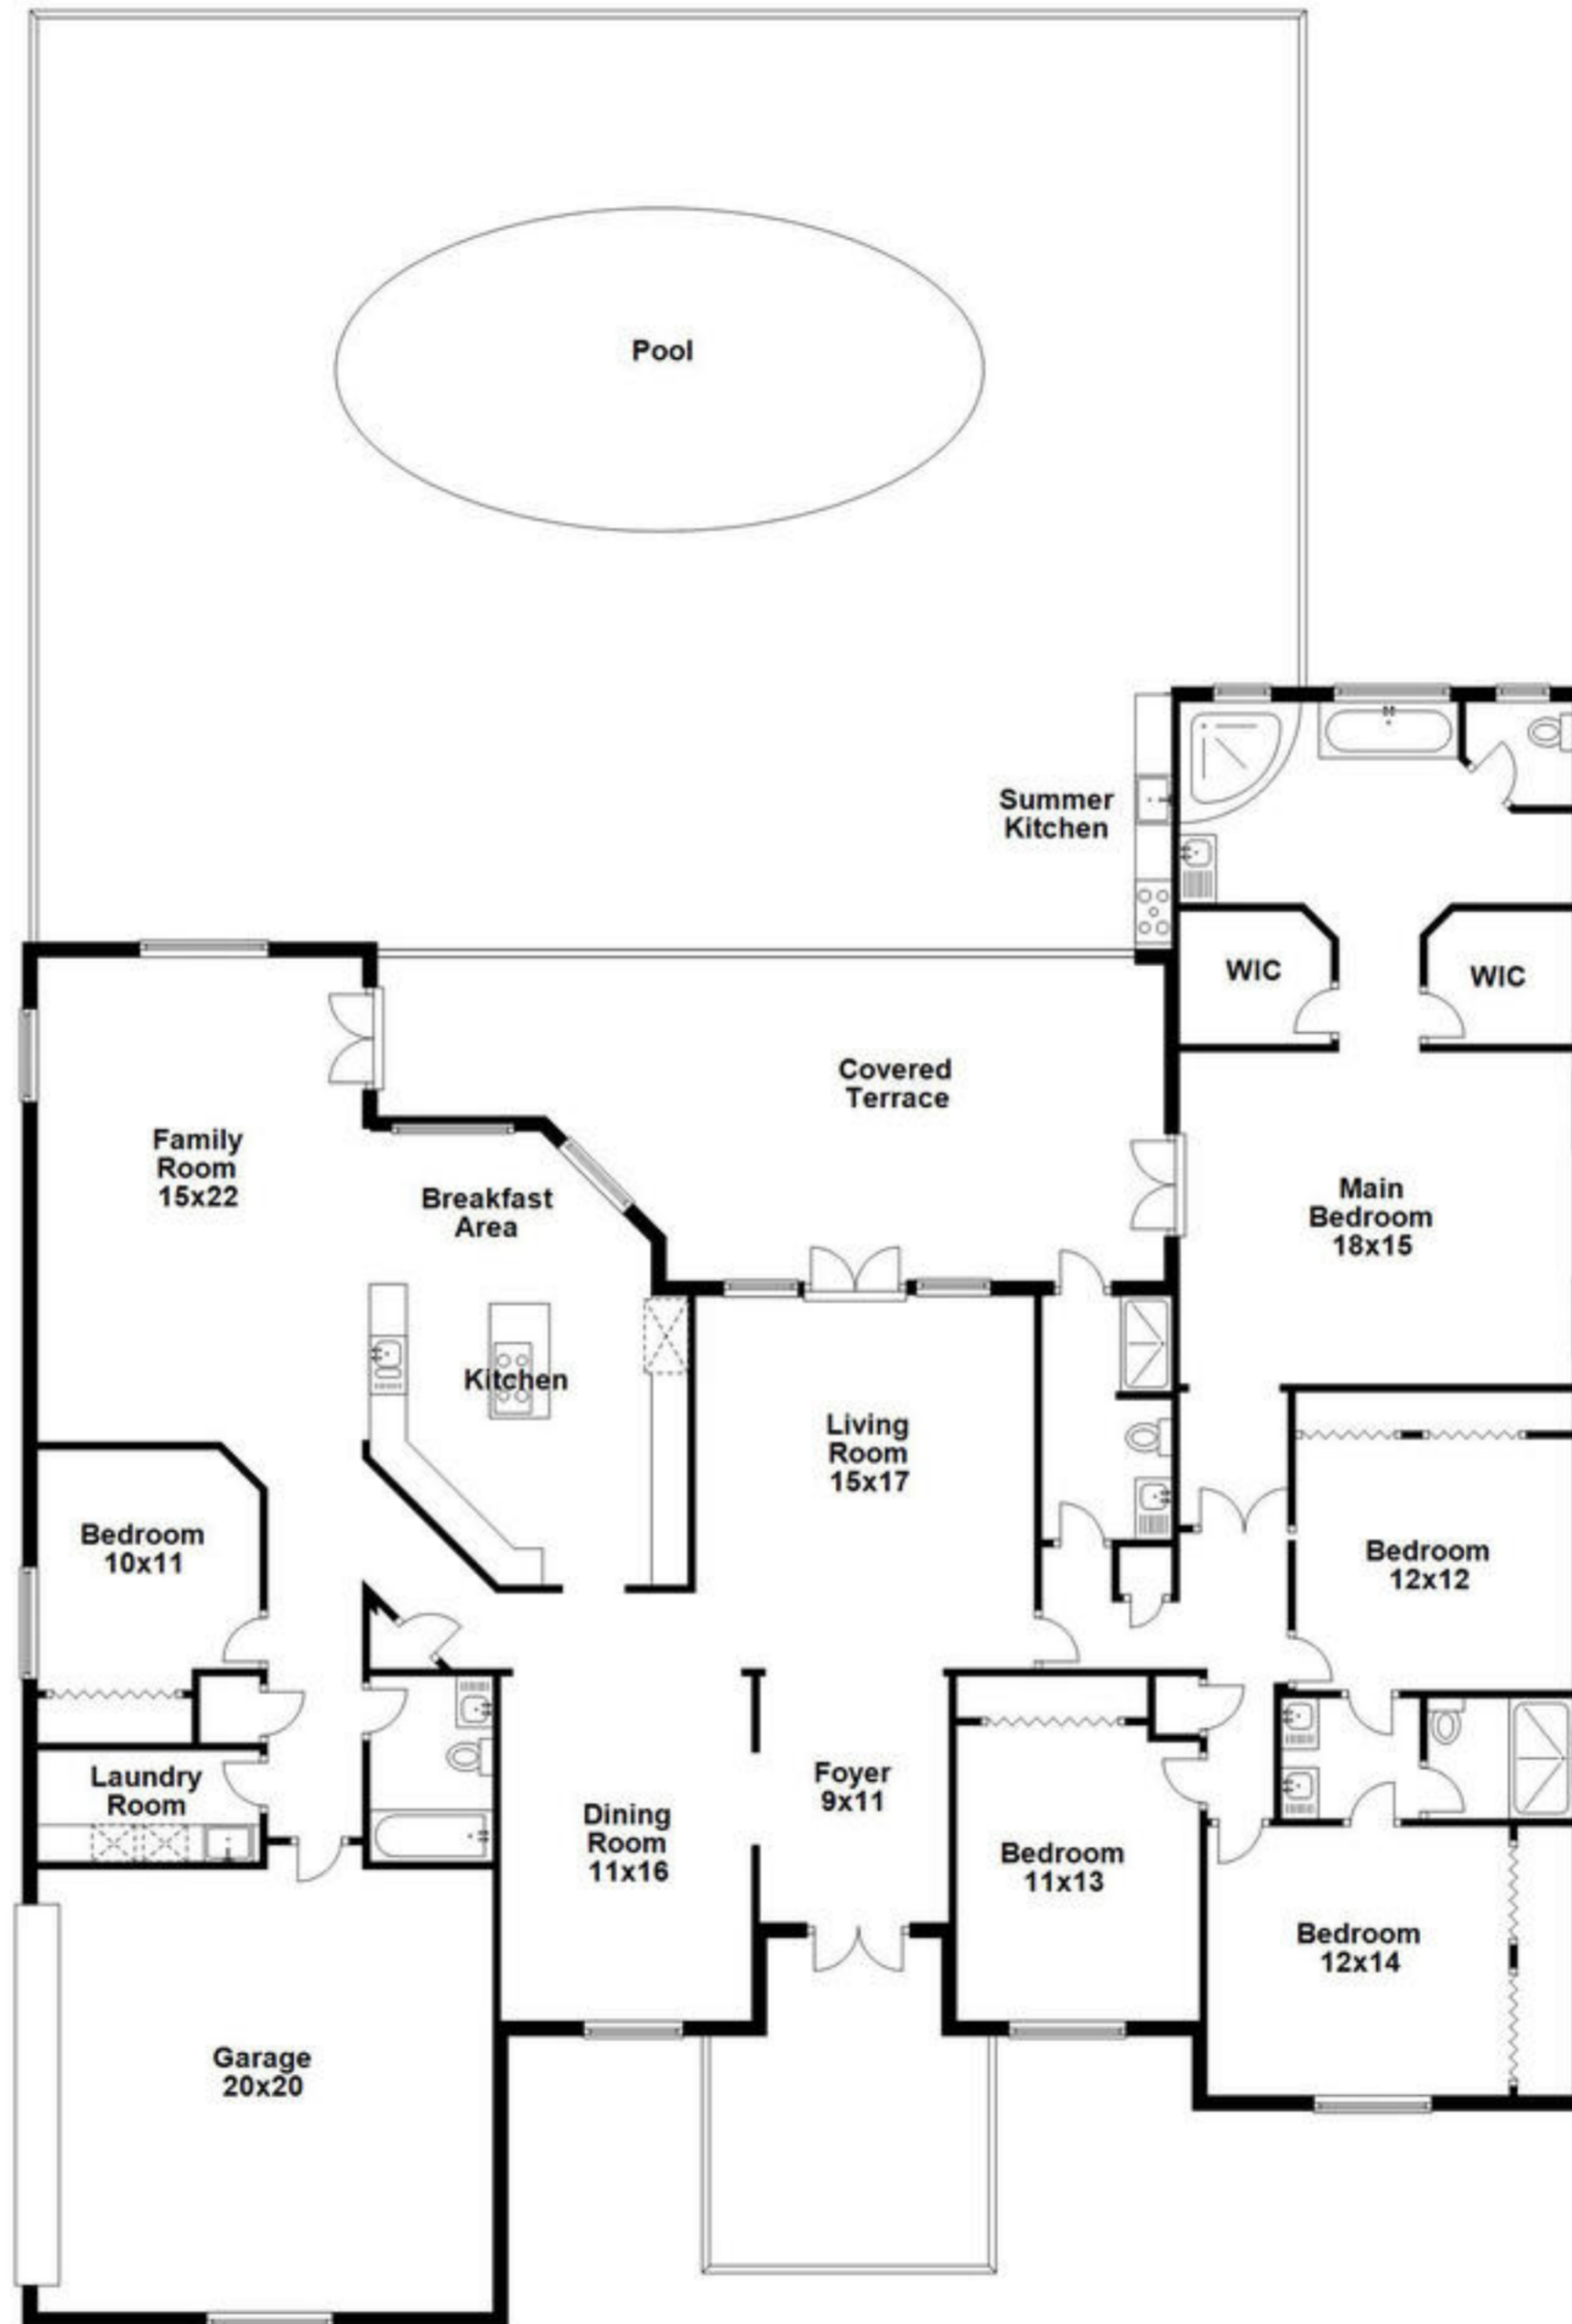 Pool
Summer
Kitchen
WIC
WIC
Covered
Terrace
Family
Room
15x22
Breakfast
Area
Main
Bedroom
18x15
Kitchen
Living
Room
15x17
Bedroom
10x11
Bedroom
12x12
Laundry
Room
Foyer
9x11
Dining
Room
11x16
Bedroom
11x13
Bedroom
12x14
Garage
20x20